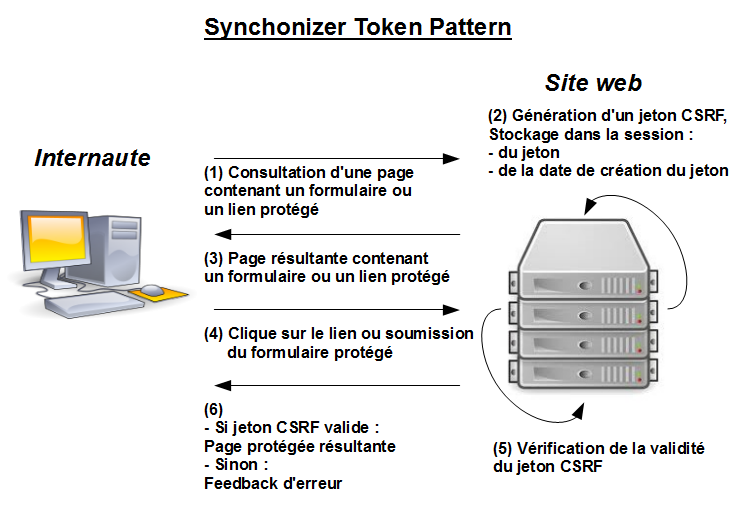 Synchonizer Token Pattern
Site web
(2) Génération d'un jeton CSRF,
Stockage dans la session :
- du jeton
- de la date de création du jeton
Internaute
(1) Consultation d'une page
contenant un formulaire ou
un lien protégé
(3) Page résultante contenant
un formulaire ou un lien protégé
(4) Clique sur le lien ou soumission
du formulaire protégé
(6)
- Si jeton CSRF valide :
Page protégée résultante
- Sinon :
Feedback d'erreur
(5) Vérification de la validité
du jeton CSRF